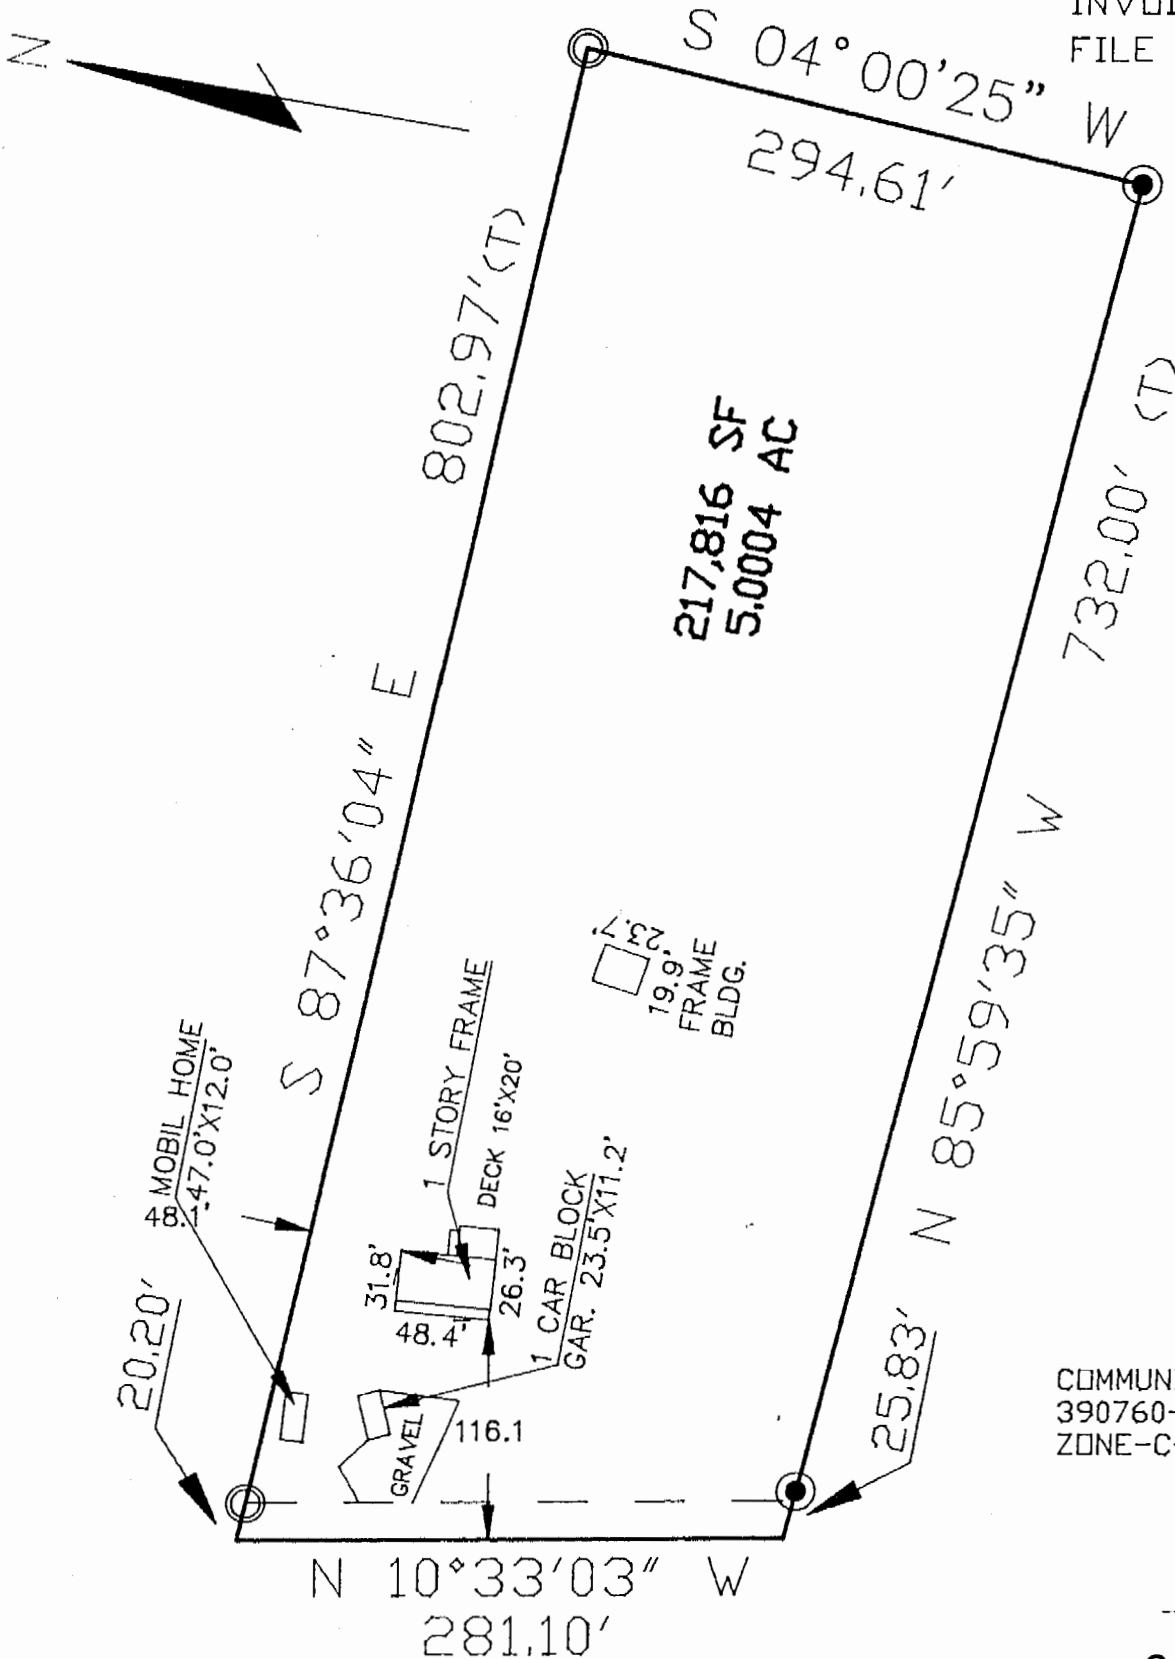 INVOI
FILE
N
S 04°00'25" W
294.61'
802.97'(T)
S 87°36'04" E
217,816 SF
5.0004 AC
732.00' (T)
N 85°59'35" W
23.7'
19.9'
FRAME
BLDG.
MOBIL HOME
47.0'X12.0'
48.1'
1 STORY FRAME
DECK 16'X20'
31.8'
26.3'
48.4'
1 CAR BLOCK
GAR. 23.5'X11.2'
20.20'
25.83'
GRAVEL
116.1
COMMUN
390760-
ZONE-C-
N 10°33'03" W
281.10'